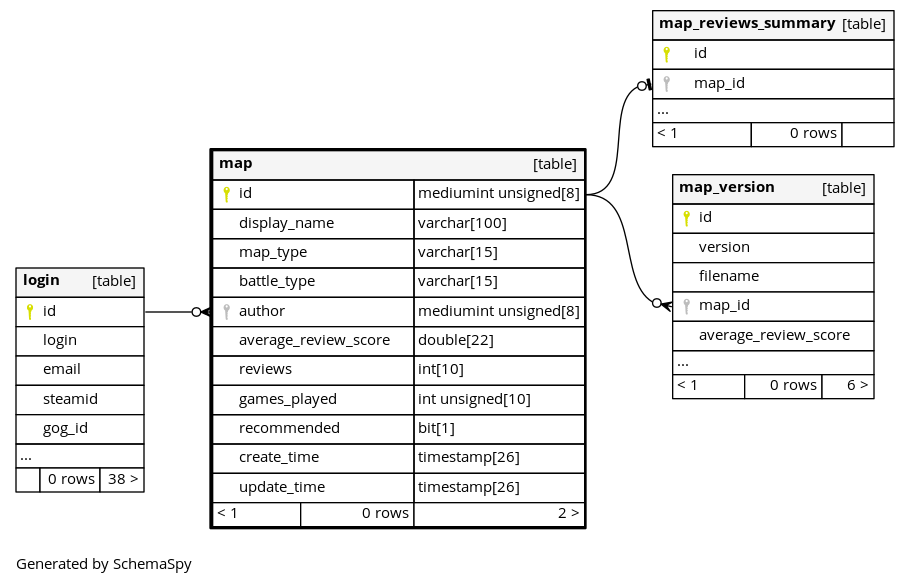 map_reviews_summary [table]
id
map_id
...
< 1 0 rows
map [table]
id mediumint unsigned[8]
display_name varchar[100]
map_type varchar[15]
battle_type varchar[15]
author mediumint unsigned[8]
average_review_score double[22]
reviews int[10]
games_played int unsigned[10]
recommended bit[1]
create_time timestamp[26]
update_time timestamp[26]
< 1 0 rows 2 >
map_version [table]
id
version
filename
map_id
average_review_score
...
< 1 0 rows 6 >
login [table]
id
login
email
steamid
gog_id
...
0 rows 38 >
Generated by SchemaSpy